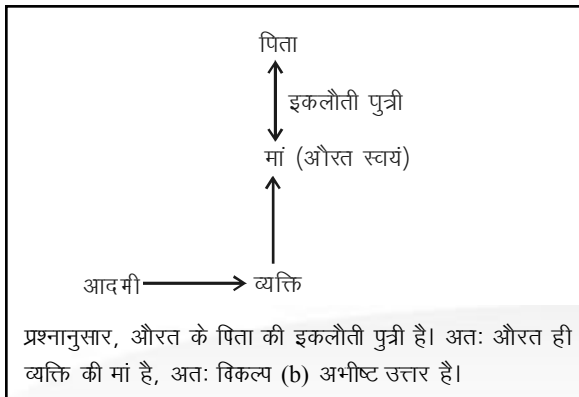 पिता
इकलौती पुत्री
मां (औरत स्वयं)
आदमी व्यक्ति
प्रश्नानुसार, औरत के पिता की इकलौती पुत्री है। अतः औरत ही
व्यक्ति की मां है, अतः विकल्प (b) अभीष्ट उत्तर है।